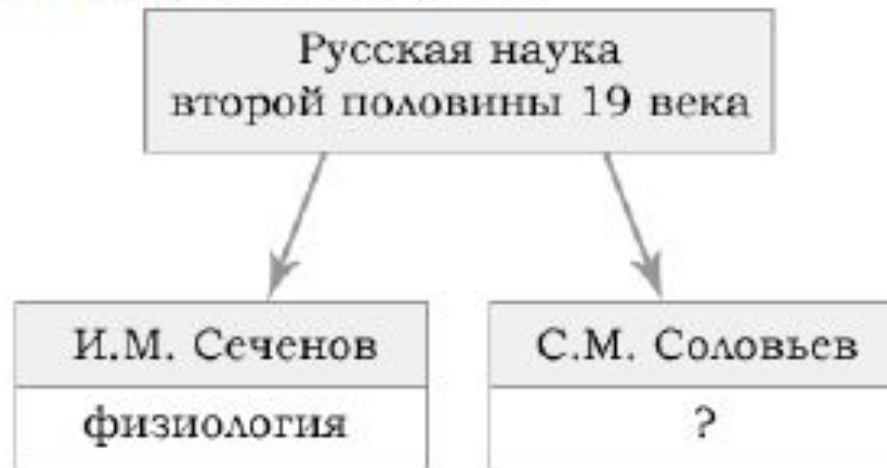 Русская наука
второй половины 19 века
И.М. Сеченов
С.М. Соловьев
физиология
?